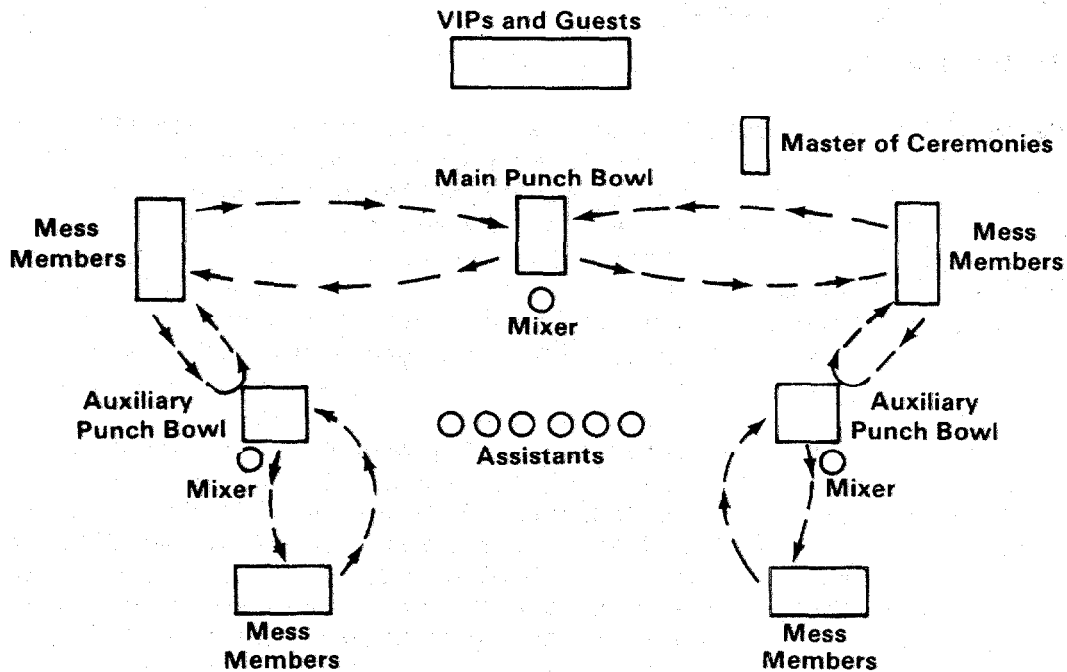 VIPs and Guests
Master of Ceremonies
Main Punch Bowl
Mess
Members
Mess
Members
Mixer
Auxiliary
Punch Bowl
Auxiliary
Punch Bowl
Assistants
Mixer
Mixer
Mess
Members
Mess
Members